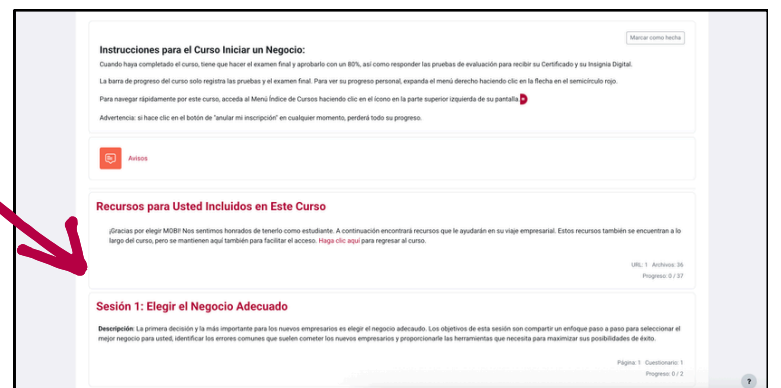 Marcar como hecha
Instrucciones para el Curso Iniciar un Negocio:
Cuando haya completado el curso, tiene que hacer el examen final y aprobarlo con un 80%, así como responder las pruebas de evaluación para recibir su Certificado y su Insignia Digital.
La barra de progreso del curso solo registra las pruebas y el examen final. Para ver su progreso personal, expanda el menú derecho haciendo clic en la flecha en el semicírculo rojo.
Para navegar rápidamente por este curso, acceda al Menú Índice de Cursos haciendo clic en el ícono en la parte superior izquierda de su pantalla
Advertencia: si hace clic en el botón de "anular mi inscripción" en cualquier momento, perderá todo su progreso.
Avisos
Recursos para Usted Incluidos en Este Curso
¡Gracias por elegir MOBI! Nos sentimos honrados de tenerlo como estudiante. A continuación encontrará recursos que le ayudarán en su viaje empresarial. Estos recursos también se encuentran a lo
largo del curso, pero se mantienen aquí también para facilitar el acceso. Haga clic aquí para regresar al curso.
URL: 1 Archivos: 36
Progreso: 0 / 37
Sesión 1: Elegir el Negocio Adecuado
Descripción: La primera decisión y la más importante para los nuevos empresarios es elegir el negocio adecaudo. Los objetivos de esta sesión son compartir un enfoque paso a paso para seleccionar el
mejor negocio para usted, identificar los errores comunes que suelen cometer los nuevos empresarios y proporcionarle las herramientas que necesita para maximizar sus posibilidades de éxito.
Página: 1 Cuestionario: 1
Progreso: 0 / 2
?